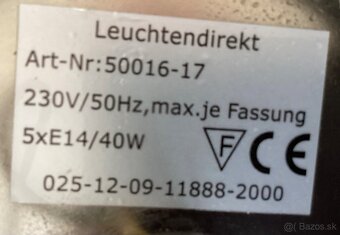 Leuchtendirekt
Art-Nr:50016-17
230V/50Hz,max.je Fassung
5xE14/40W F CE
025-12-09-11888-2000
Bazos.sk